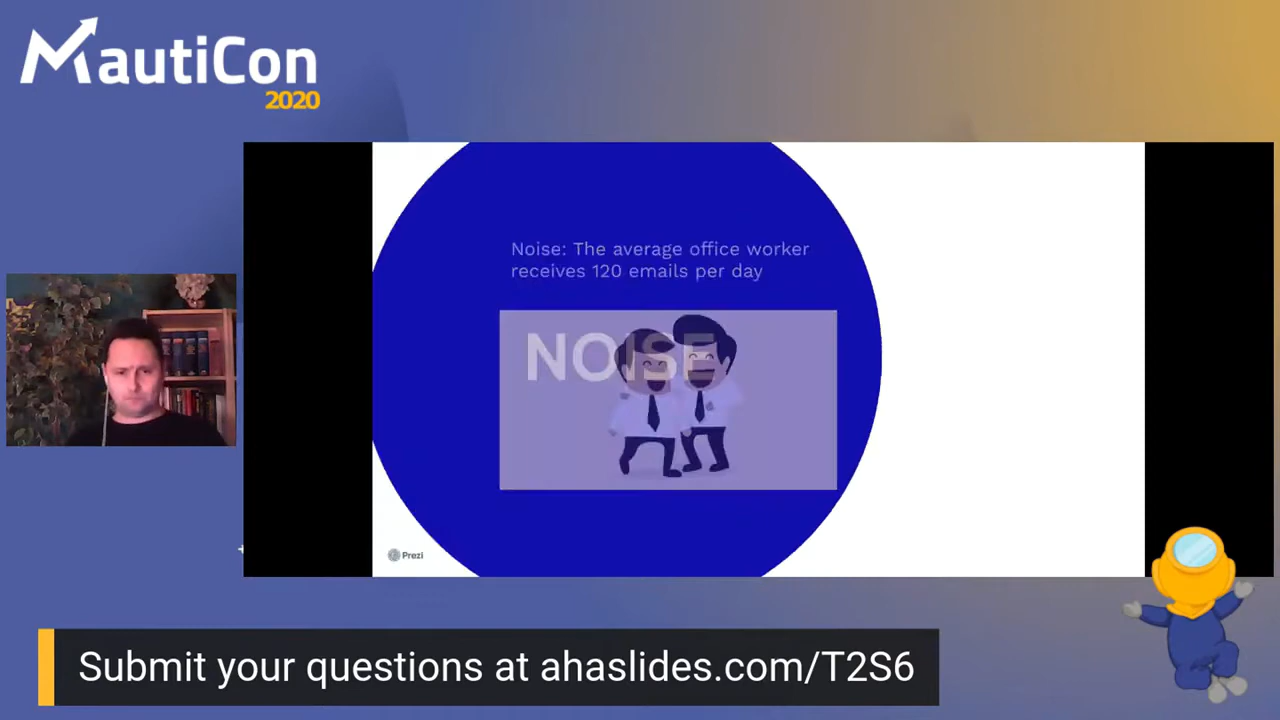 MautiCon
2020
Noise: The average office worker
receives 120 emails per day
NOISE
Prezi
Submit your questions at ahaslides.com/T2S6